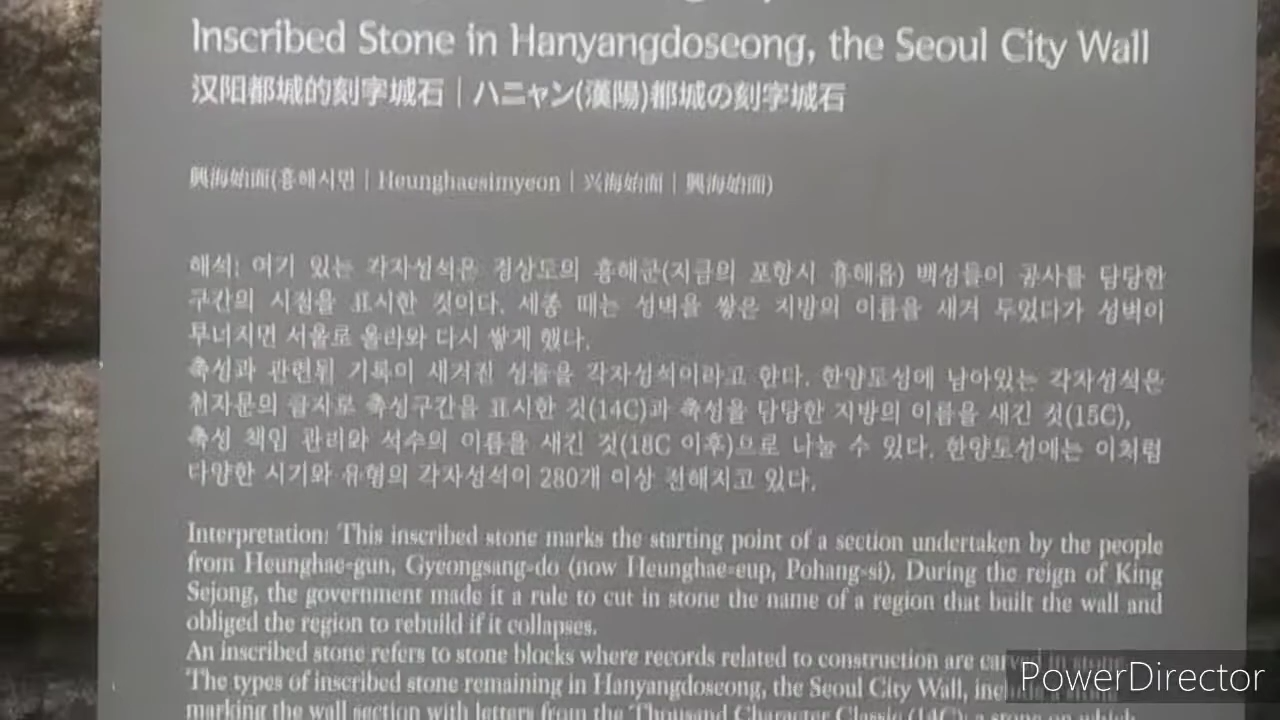 Inscribed Stone in Hanyangdoseong, the Seoul City Wall
汉阳都城的刻字城石 | ハニャン(漢陽)都城の刻字城石
興海始面(흥해시면 | Heunghaesimyeon | 兴海始面 | 興海始面)
해석: 여기 있는 각자성석은 경상도의 흥해군(지금의 포항시 흥해읍) 백성들이 공사를 담당한
구간의 시점을 표시한 것이다. 세종 때는 성벽을 쌓은 지방의 이름을 새겨 두었다가 성벽이
무너지면 서울로 올라와 다시 쌓게 했다.
축성과 관련된 기록이 새겨진 성돌을 각자성석이라고 한다. 한양도성에 남아있는 각자성석은
천자문의 글자로 축성구간을 표시한 것(14C)과 축성을 담당한 지방의 이름을 새긴 것(15C),
축성 책임 관리와 석수의 이름을 새긴 것(18C 이후)으로 나눌 수 있다. 한양도성에는 이처럼
다양한 시기와 유형의 각자성석이 280개 이상 전해지고 있다.
Interpretation: This inscribed stone marks the starting point of a section undertaken by the people
from Heunghae-gun, Gyeongsang-do (now Heunghae-eup, Pohang-si). During the reign of King
Sejong, the government made it a rule to cut in stone the name of a region that built the wall and
obliged the region to rebuild if it collapses.
An inscribed stone refers to stone blocks where records related to construction are carved in stone.
The types of inscribed stone remaining in Hanyangdoseong, the Seoul City Wall,
marking the wall section with letters from the Thousand Character Classic (14C); a stone on which
PowerDirector